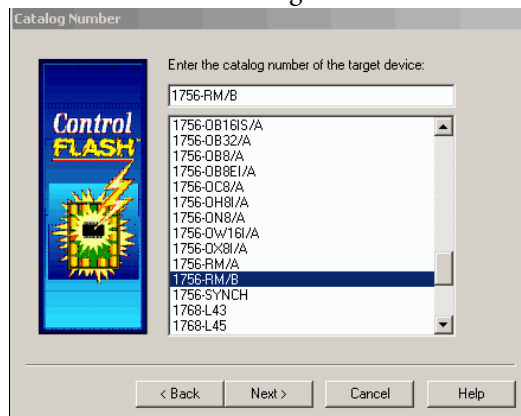 Catalog Number
Control
FLASH
Enter the catalog number of the target device:
1756-RM/B
1756-OB16IS/A
1756-OB32/A
1756-OB8/A
1756-OB8EI/A
1756-OC8/A
1756-OH8I/A
1756-ON8/A
1756-OW16I/A
1756-OX8I/A
1756-RM/A
1756-RM/B
1756-SYNCH
1768-L43
1768-L45
< Back
Next >
Cancel
Help